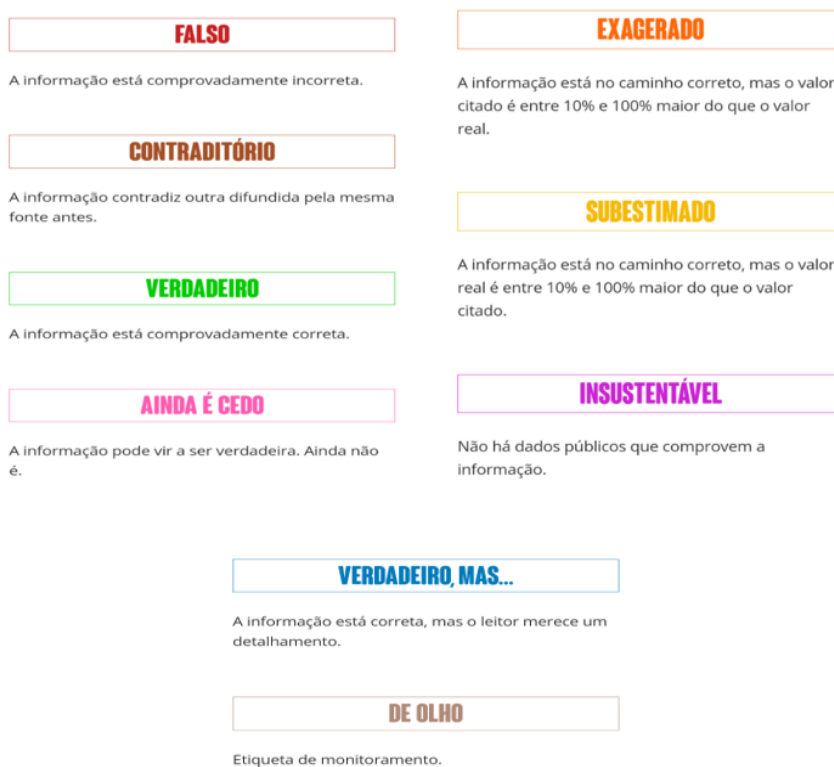 FALSO
A informação está comprovadamente incorreta.
CONTRADITÓRIO
A informação contradiz outra difundida pela mesma
fonte antes.
VERDADEIRO
A informação está comprovadamente correta.
AINDA É CEDO
A informação pode vir a ser verdadeira. Ainda não
é.
EXAGERADO
A informação está no caminho correto, mas o valor
citado é entre 10% e 100% maior do que o valor
real.
SUBESTIMADO
A informação está no caminho correto, mas o valor
real é entre 10% e 100% maior do que o valor
citado.
INSUSTENTÁVEL
Não há dados públicos que comprovem a
informação.
VERDADEIRO, MAS...
A informação está correta, mas o leitor merece um
detalhamento.
DE OLHO
Etiqueta de monitoramento.